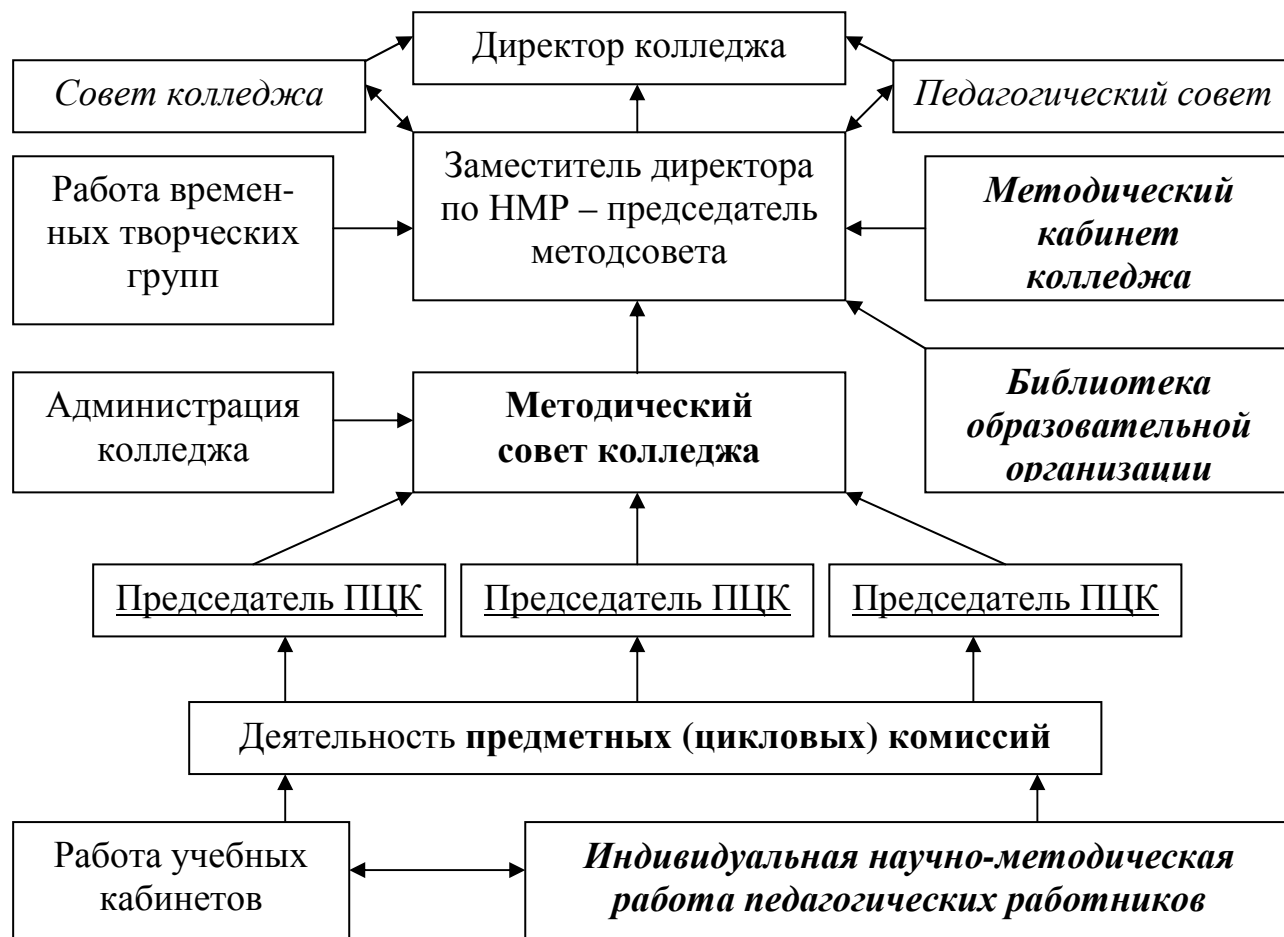 Директор колледжа
Совет колледжа
Педагогический совет
Работа времен-
ных творческих
групп
Заместитель директора
по НМР – председатель
методсовета
Методический
кабинет
колледжа
Администрация
колледжа
Методический
совет колледжа
Библиотека
образовательной
организации
Председатель ПЦК
Председатель ПЦК
Председатель ПЦК
Деятельность предметных (цикловых) комиссий
Работа учебных
кабинетов
Индивидуальная научно-методическая
работа педагогических работников